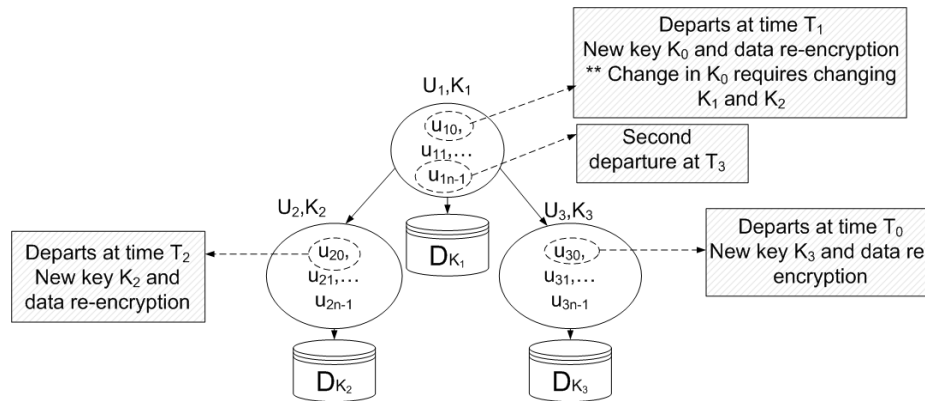 Departs at time T₁
New key K₀ and data re-encryption
** Change in K₀ requires changing
K₁ and K₂
U₁,K₁
u₁₀,
u₁₁,...
u₁ₙ₋₁
Second
departure at T₃
U₂,K₂
U₃,K₃
D_K₁
Departs at time T₂
New key K₂ and
data re-encryption
u₂₀,
u₂₁,...
u₂ₙ₋₁
u₃₀,
u₃₁,...
u₃ₙ₋₁
Departs at time T₀
New key K₃ and data re
encryption
D_K₂
D_K₃